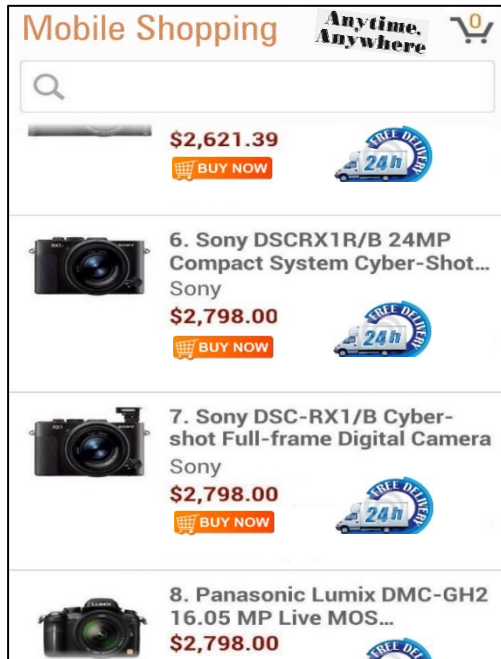 Mobile Shopping
Anytime,
Anywhere
0
$2,621.39
BUY NOW
FREE DELIVERY
24h
6. Sony DSCRX1R/B 24MP
Compact System Cyber-Shot...
Sony
$2,798.00
BUY NOW
FREE DELIVERY
24h
7. Sony DSC-RX1/B Cyber-
shot Full-frame Digital Camera
Sony
$2,798.00
BUY NOW
FREE DELIVERY
24h
8. Panasonic Lumix DMC-GH2
16.05 MP Live MOS...
LUMIX
$2,798.00
FREE DEL